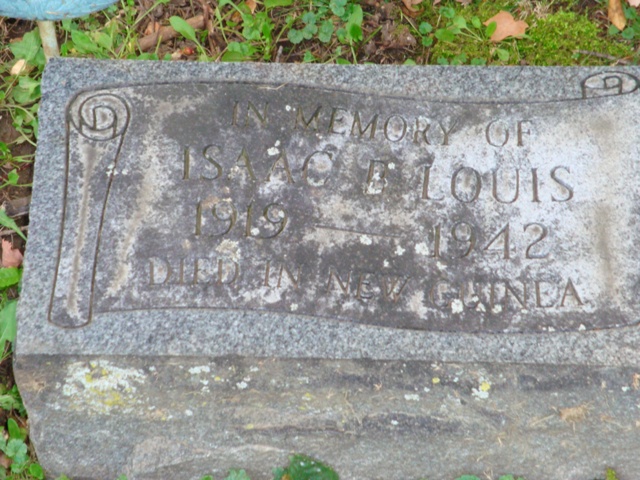 IN MEMORY OF
ISAAC B LOUIS
1919 — 1942
DIED IN NEW GUINEA